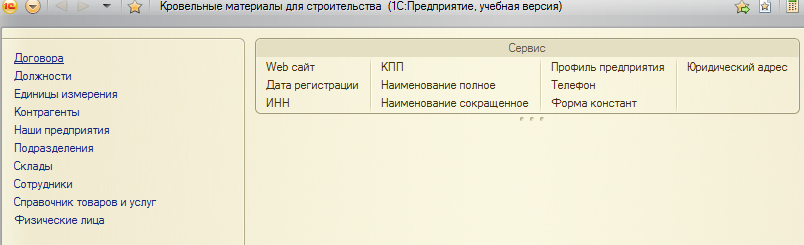 Кровельные материалы для строительства (1С:Предприятие, учебная версия)
Договора
Должности
Единицы измерения
Контрагенты
Наши предприятия
Подразделения
Склады
Сотрудники
Справочник товаров и услуг
Физические лица
Сервис
Web сайт КПП Профиль предприятия Юридический адрес
Дата регистрации Наименование полное Телефон
ИНН Наименование сокращенное Форма констант